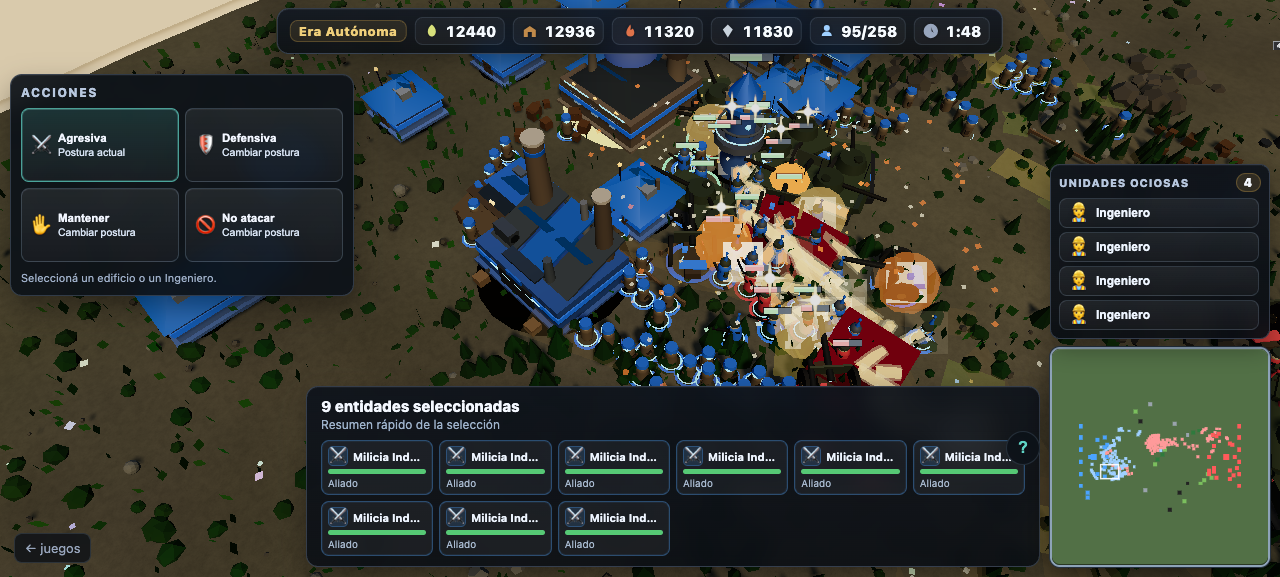 Era Autónoma
12440
12936
11320
11830
95/258
1:48
ACCIONES
Agresiva
Postura actual
Defensiva
Cambiar postura
Mantener
Cambiar postura
No atacar
Cambiar postura
Seleccioná un edificio o un Ingeniero.
UNIDADES OCIOSAS
4
Ingeniero
Ingeniero
Ingeniero
Ingeniero
9 entidades seleccionadas
Resumen rápido de la selección
?
Milicia Ind...
Aliado
Milicia Ind...
Aliado
Milicia Ind...
Aliado
Milicia Ind...
Aliado
Milicia Ind...
Aliado
Milicia Ind...
Aliado
Milicia Ind...
Aliado
Milicia Ind...
Aliado
Milicia Ind...
Aliado
← juegos